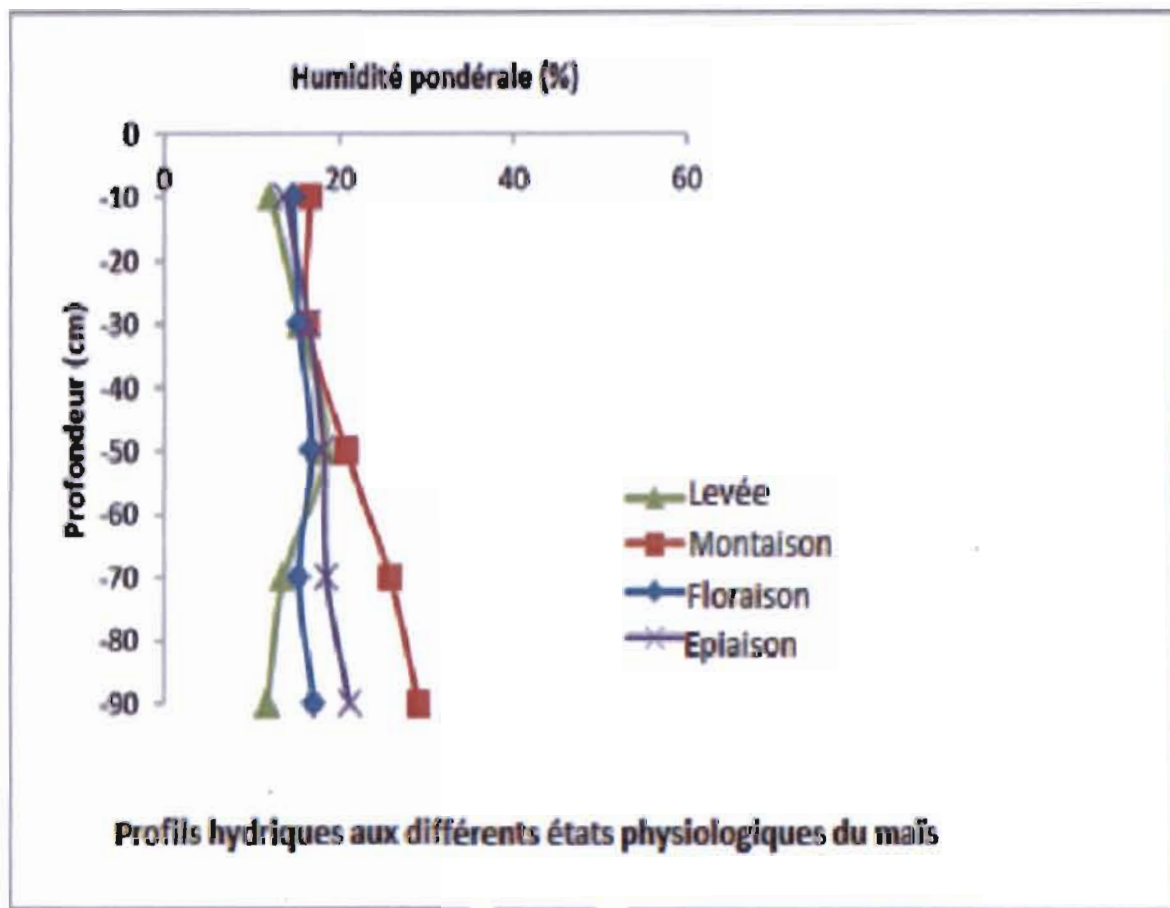 Humidité pondérale (%)
0
0 20 40 60
-10
-20
-30
-40
-50
-60
-70
-80
-90
Profondeur (cm)
Levée
Montaison
Floraison
Epiaison
Profils hydriques aux différents états physiologiques du maïs